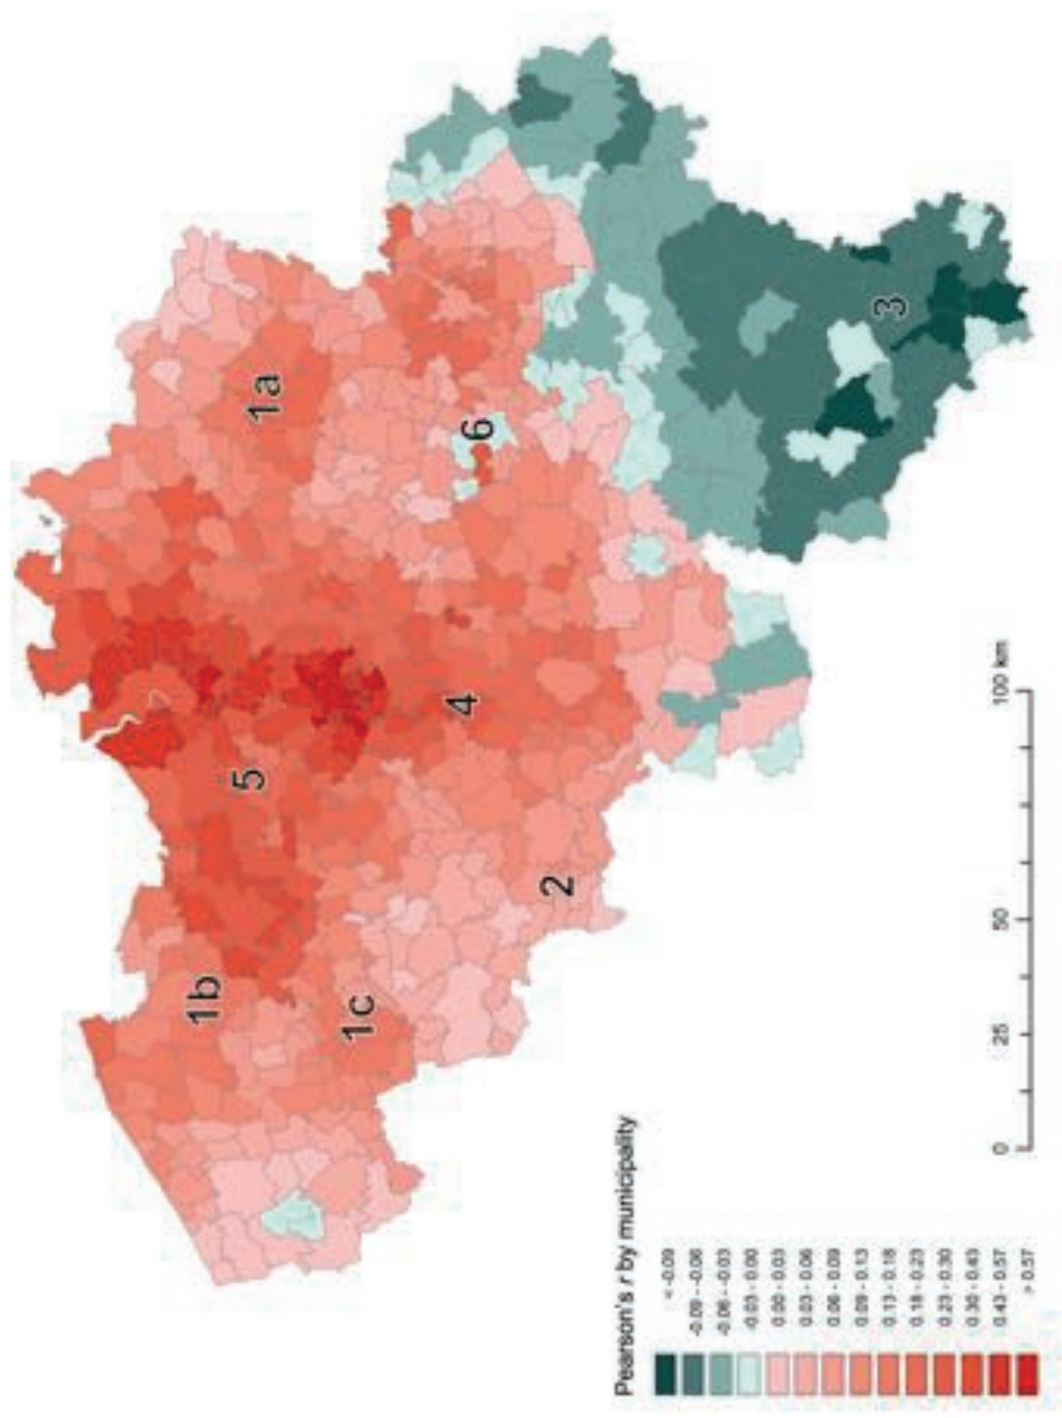 1a
1b
1c
2
3
4
5
6
Pearson's r by municipality
< -0.09
-0.09 - -0.06
-0.06 - -0.03
-0.03 - 0.00
0.00 - 0.03
0.03 - 0.06
0.06 - 0.09
0.09 - 0.13
0.13 - 0.18
0.18 - 0.23
0.23 - 0.30
0.30 - 0.43
0.43 - 0.57
> 0.57
0 25 50 100 km